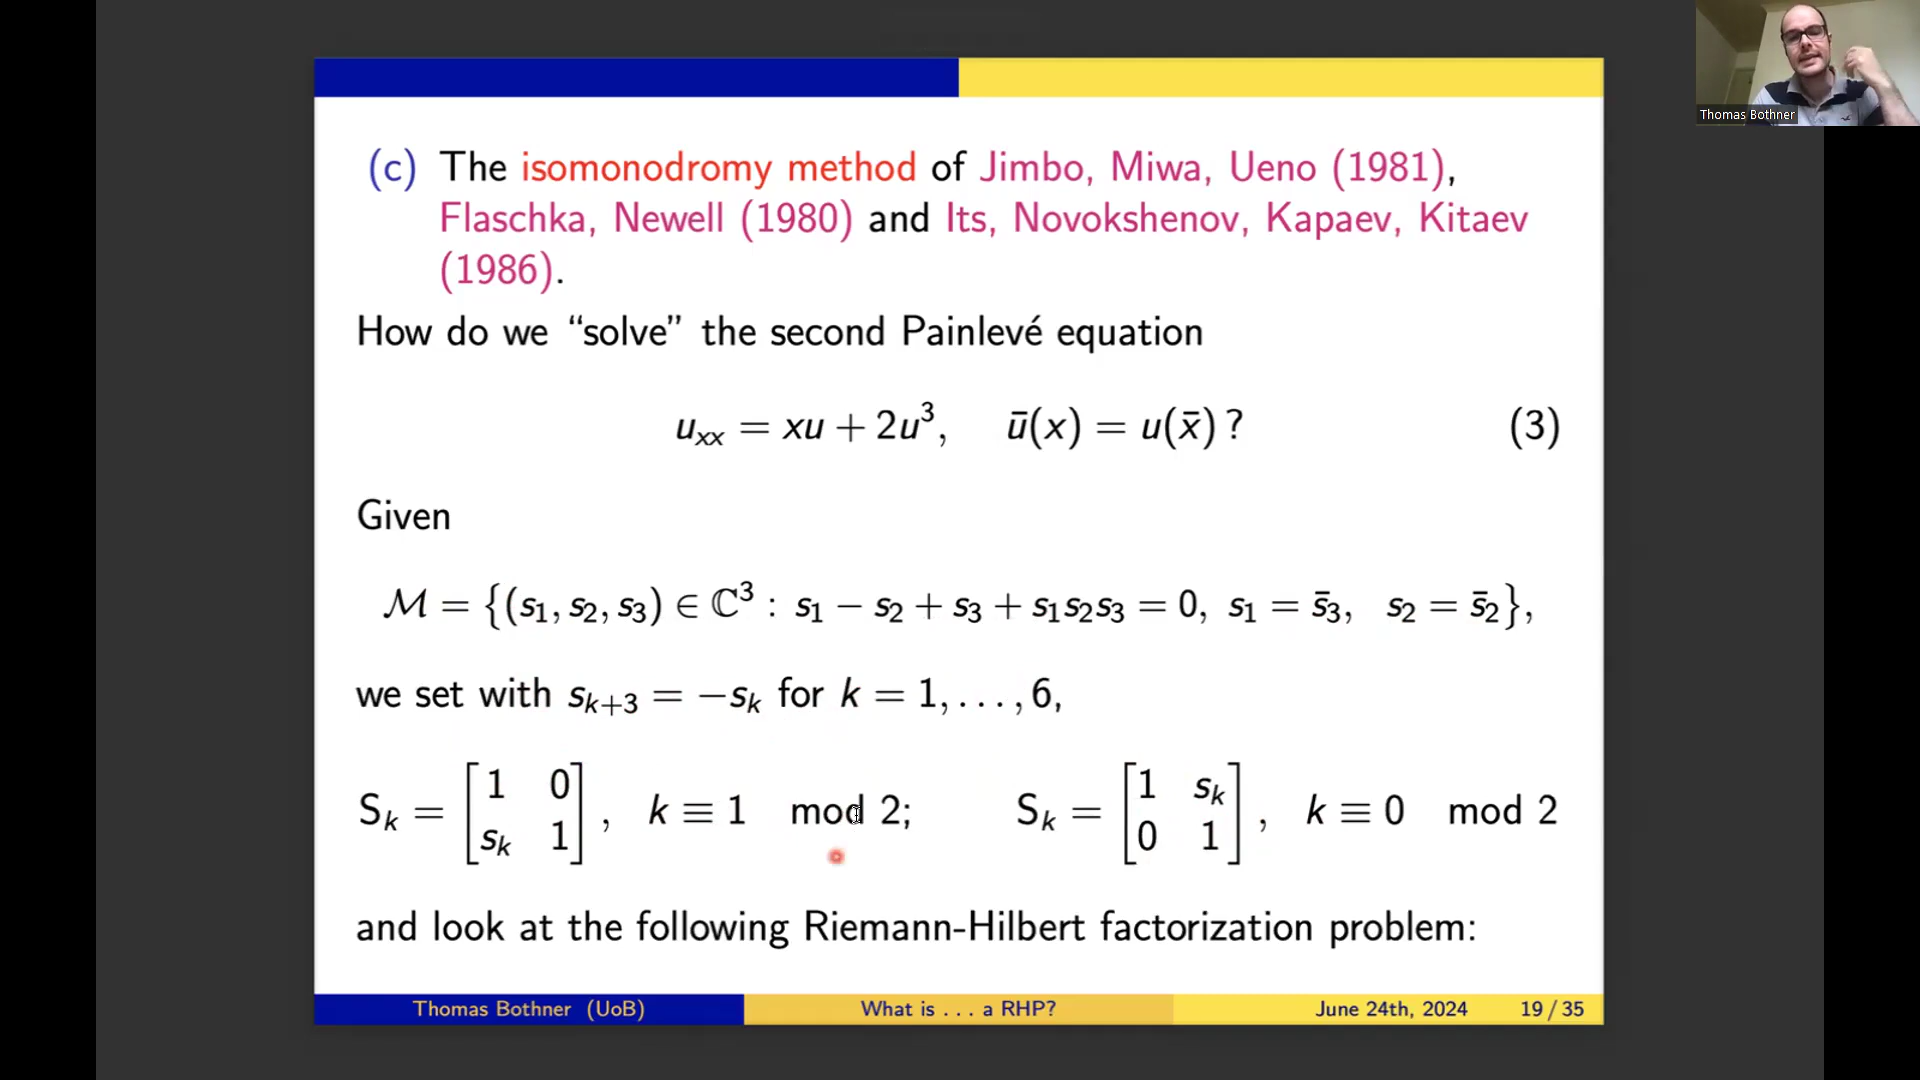 Thomas Bothner
(c) The isomonodromy method of Jimbo, Miwa, Ueno (1981),
Flaschka, Newell (1980) and Its, Novokshenov, Kapaev, Kitaev
(1986).
How do we “solve” the second Painlevé equation
u_{xx} = xu + 2u³, ū(x) = u(x̄) ? (3)
Given
ℳ = {(s₁, s₂, s₃) ∈ ℂ³ : s₁ − s₂ + s₃ + s₁s₂s₃ = 0, s₁ = s̄₃, s₂ = s̄₂},
we set with s_{k+3} = −s_k for k = 1, . . . , 6,
S_k = [1 0; s_k 1], k ≡ 1 mod 2; S_k = [1 s_k; 0 1], k ≡ 0 mod 2
and look at the following Riemann-Hilbert factorization problem:
Thomas Bothner (UoB) What is . . . a RHP? June 24th, 2024 19 / 35